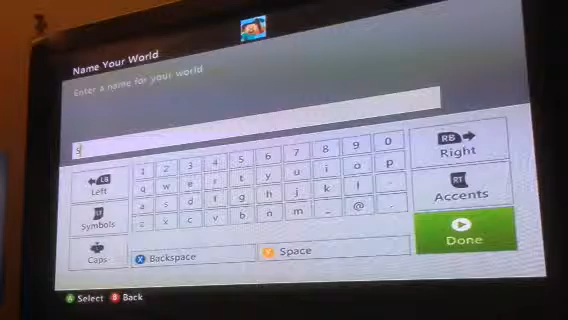 Name Your World
Enter a name for your world
s
1 2 3 4 5 6 7 8 9 0
LB Left
q w e r t y u i o p
RB Right
a s d f g h j k l -
LT Symbols
z x c v b n m _ @ .
RT Accents
Caps
X Backspace
Y Space
Done
A Select B Back